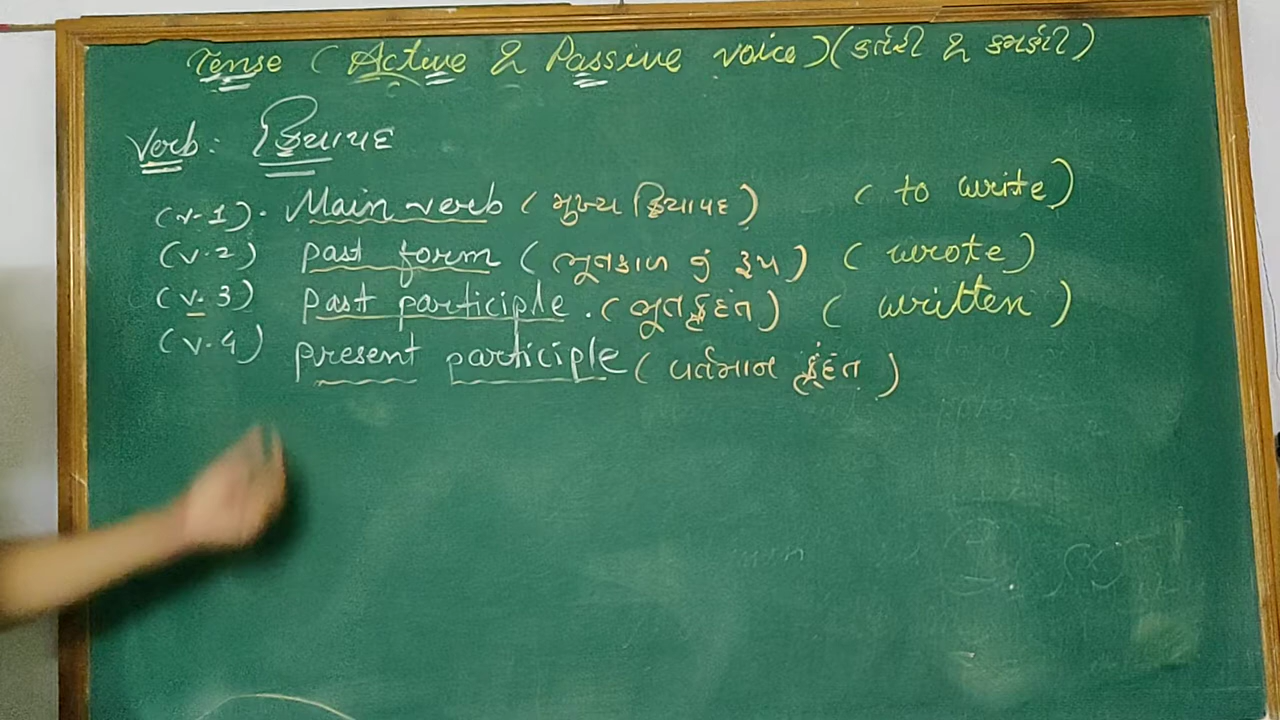 Tense (Active & Passive voice) (કર્તરી & કર્મણી)
Verb: ક્રિયાપદ
(v.1). Main verb (મુખ્ય ક્રિયાપદ) (to write)
(v.2) past form (ભૂતકાળ નું રૂપ) (wrote)
(v.3) past participle. (ભૂતકૃદંત) (written)
(v.4) present participle (વર્તમાન કૃદંત)